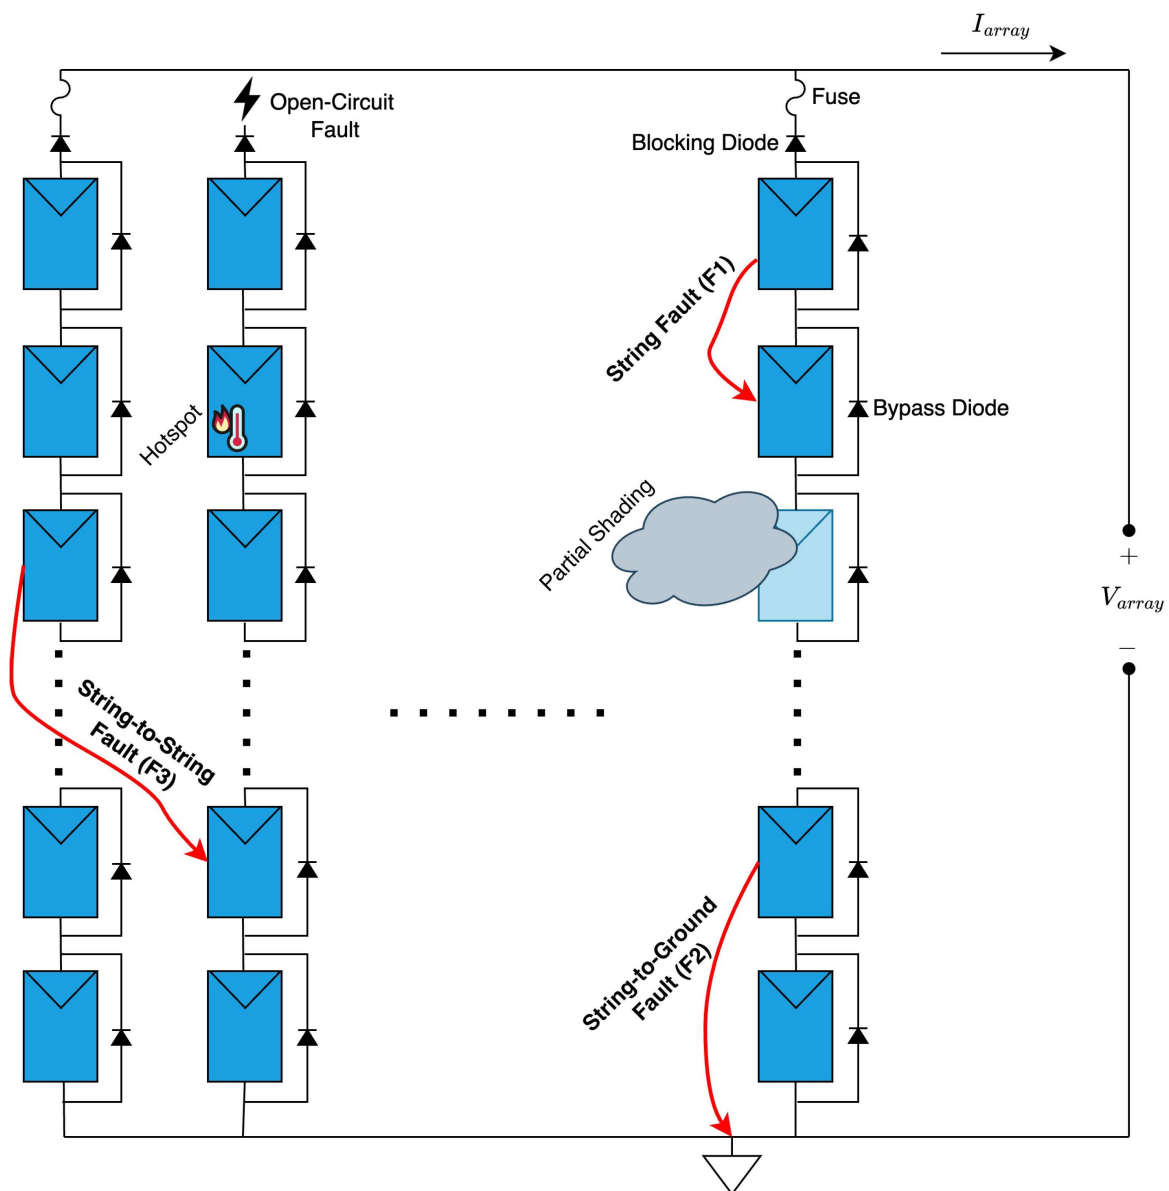 I_array
Open-Circuit
Fault
Fuse
Blocking Diode
String Fault (F1)
Hotspot
Bypass Diode
Partial Shading
+
V_array
−
String-to-String
Fault (F3)
String-to-Ground
Fault (F2)